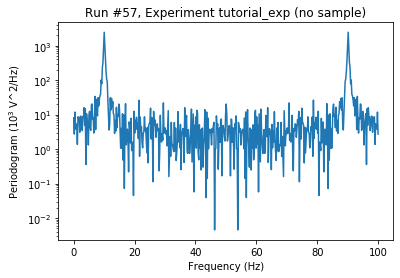 Run #57, Experiment tutorial_exp (no sample)
Periodogram (10³ V^2/Hz)
10³
10²
10¹
10⁰
10⁻¹
10⁻²
0 20 40 60 80 100
Frequency (Hz)